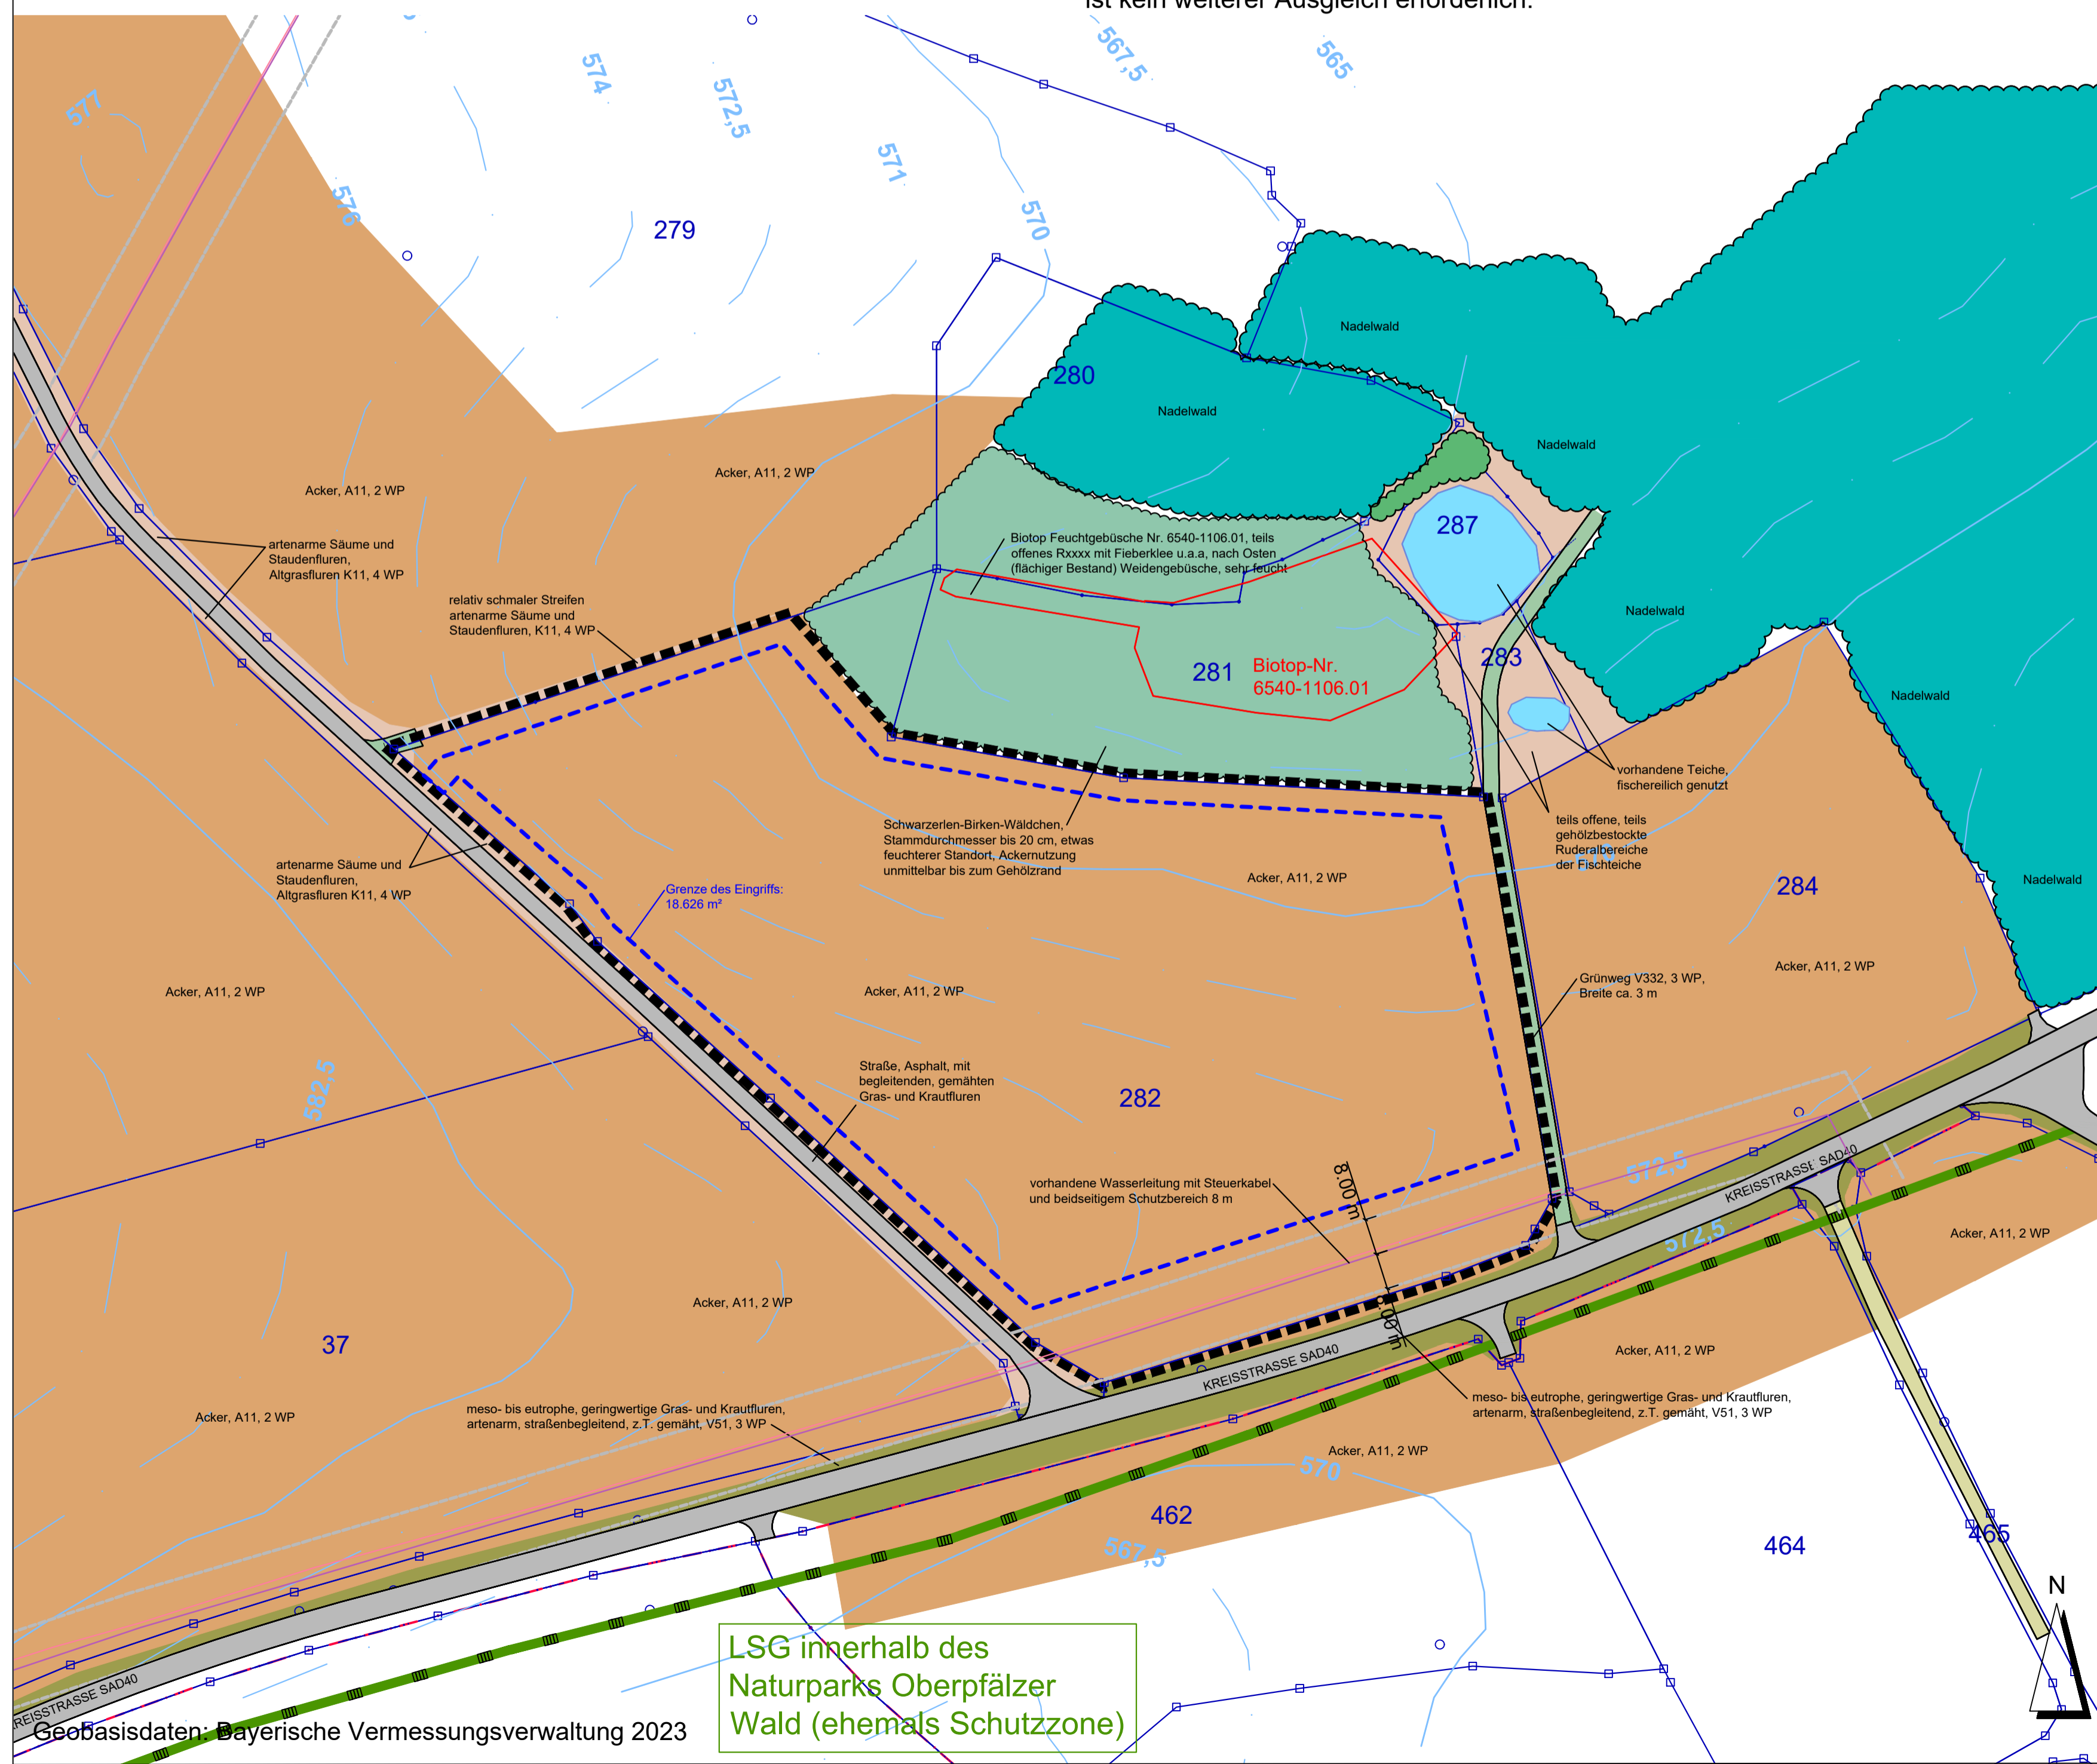 ist kein weiterer Ausgleich erforderlich.
577
576
574
572,5
571
570
567,5
565
279
280
Nadelwald
Nadelwald
Nadelwald
Nadelwald
Nadelwald
Nadelwald
Acker, A11, 2 WP
Acker, A11, 2 WP
artenarme Säume und
Staudenfluren,
Altgrasfluren K11, 4 WP
relativ schmaler Streifen
artenarme Säume und
Staudenfluren, K11, 4 WP
Biotop Feuchtgebüsche Nr. 6540-1106.01, teils
offenes Rxxxx mit Fieberklee u.a.a, nach Osten
(flächiger Bestand) Weidengebüsche, sehr feucht
287
283
281
Biotop-Nr.
6540-1106.01
vorhandene Teiche,
fischereilich genutzt
teils offene, teils
gehölzbestockte
Ruderalbereiche
der Fischteiche
Schwarzerlen-Birken-Wäldchen,
Stammdurchmesser bis 20 cm, etwas
feuchterer Standort, Ackernutzung
unmittelbar bis zum Gehölzrand
artenarme Säume und
Staudenfluren,
Altgrasfluren K11, 4 WP
Grenze des Eingriffs:
18.626 m²
Acker, A11, 2 WP
284
Acker, A11, 2 WP
Acker, A11, 2 WP
Acker, A11, 2 WP
Grünweg V332, 3 WP,
Breite ca. 3 m
582,5
Straße, Asphalt, mit
begleitenden, gemähten
Gras- und Krautfluren
282
vorhandene Wasserleitung mit Steuerkabel
und beidseitigem Schutzbereich 8 m
8.00 m
8.00 m
572,5
572,5
KREISSTRASSE SAD40
Acker, A11, 2 WP
Acker, A11, 2 WP
37
Acker, A11, 2 WP
KREISSTRASSE SAD40
Acker, A11, 2 WP
meso- bis eutrophe, geringwertige Gras- und Krautfluren,
artenarm, straßenbegleitend, z.T. gemäht, V51, 3 WP
meso- bis eutrophe, geringwertige Gras- und Krautfluren,
artenarm, straßenbegleitend, z.T. gemäht, V51, 3 WP
Acker, A11, 2 WP
570
462
567,5
464
465
N
LSG innerhalb des
Naturparks Oberpfälzer
Wald (ehemals Schutzzone)
KREISSTRASSE SAD40
Geobasisdaten: Bayerische Vermessungsverwaltung 2023